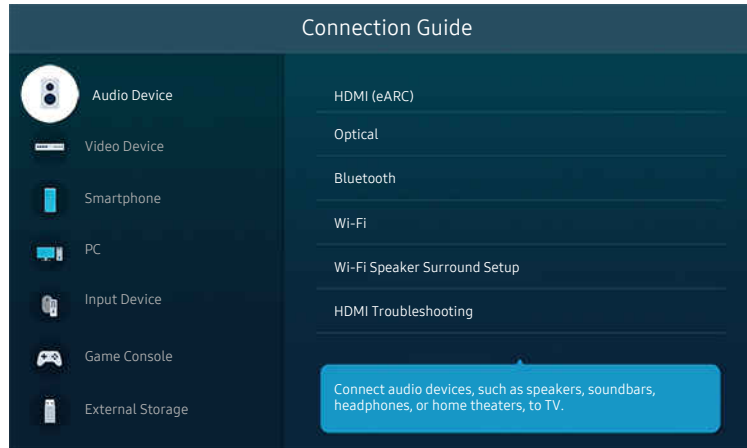 Connection Guide
Audio Device
Video Device
Smartphone
PC
Input Device
Game Console
External Storage
HDMI (eARC)
Optical
Bluetooth
Wi-Fi
Wi-Fi Speaker Surround Setup
HDMI Troubleshooting
Connect audio devices, such as speakers, soundbars,
headphones, or home theaters, to TV.